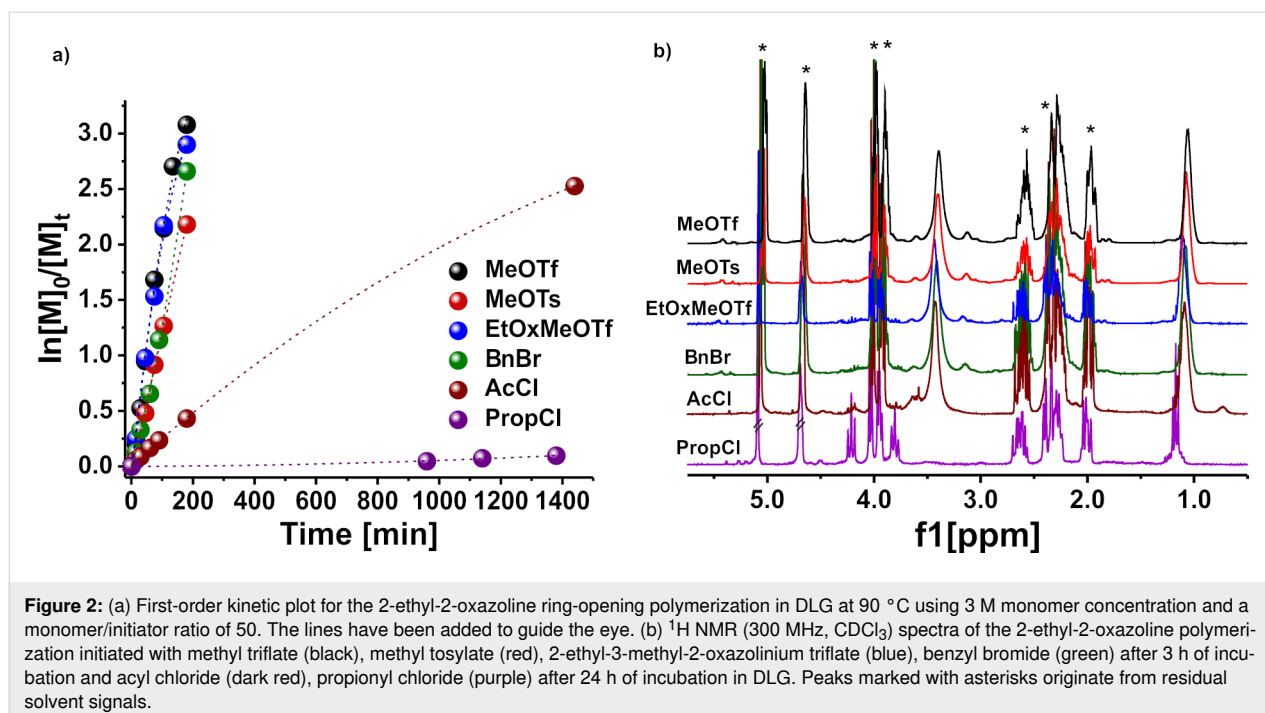 a)
3.0
2.5
2.0
1.5
1.0
0.5
0.0
ln[M]₀/[M]ₜ
MeOTf
MeOTs
EtOxMeOTf
BnBr
AcCl
PropCl
0 200 400 600 800 1000 1200 1400
Time [min]
b)
* * * * * * *
MeOTf
MeOTs
EtOxMeOTf
BnBr
AcCl
PropCl
5.0 4.0 3.0 2.0 1.0
f1[ppm]
Figure 2: (a) First-order kinetic plot for the 2-ethyl-2-oxazoline ring-opening polymerization in DLG at 90 °C using 3 M monomer concentration and a
monomer/initiator ratio of 50. The lines have been added to guide the eye. (b) ¹H NMR (300 MHz, CDCl₃) spectra of the 2-ethyl-2-oxazoline polymeri-
zation initiated with methyl triflate (black), methyl tosylate (red), 2-ethyl-3-methyl-2-oxazolinium triflate (blue), benzyl bromide (green) after 3 h of incu-
bation and acyl chloride (dark red), propionyl chloride (purple) after 24 h of incubation in DLG. Peaks marked with asterisks originate from residual
solvent signals.